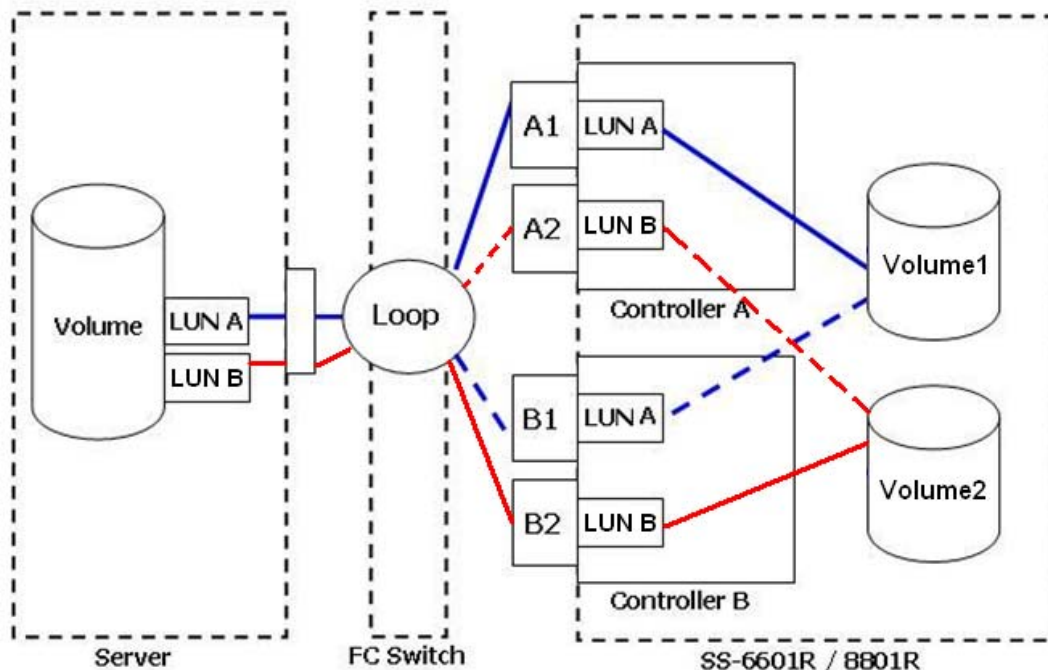 A1
LUN A
A2
LUN B
Volume1
Controller A
Volume
LUN A
LUN B
Loop
B1
LUN A
B2
LUN B
Volume2
Controller B
Server
FC Switch
SS-6601R / 8801R